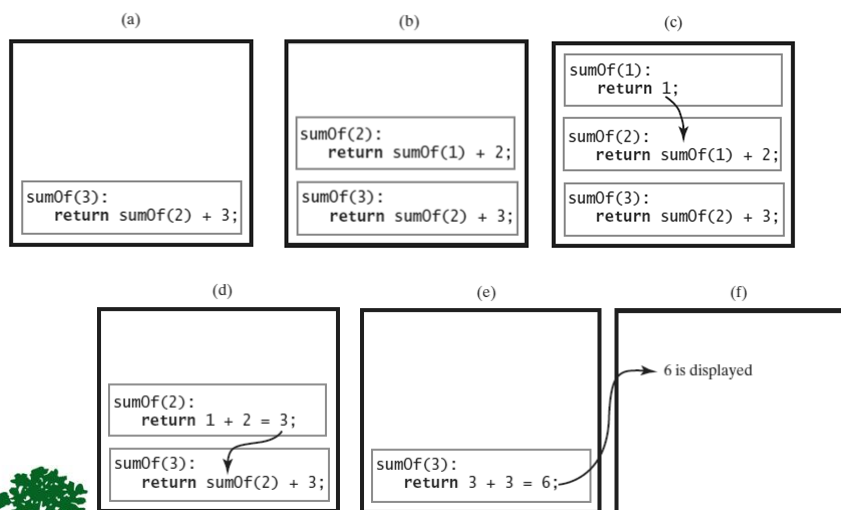 (a)
sumOf(3):
return sumOf(2) + 3;
(b)
sumOf(2):
return sumOf(1) + 2;
sumOf(3):
return sumOf(2) + 3;
(c)
sumOf(1):
return 1;
sumOf(2):
return sumOf(1) + 2;
sumOf(3):
return sumOf(2) + 3;
(d)
sumOf(2):
return 1 + 2 = 3;
sumOf(3):
return sumOf(2) + 3;
(e)
sumOf(3):
return 3 + 3 = 6;
(f)
6 is displayed